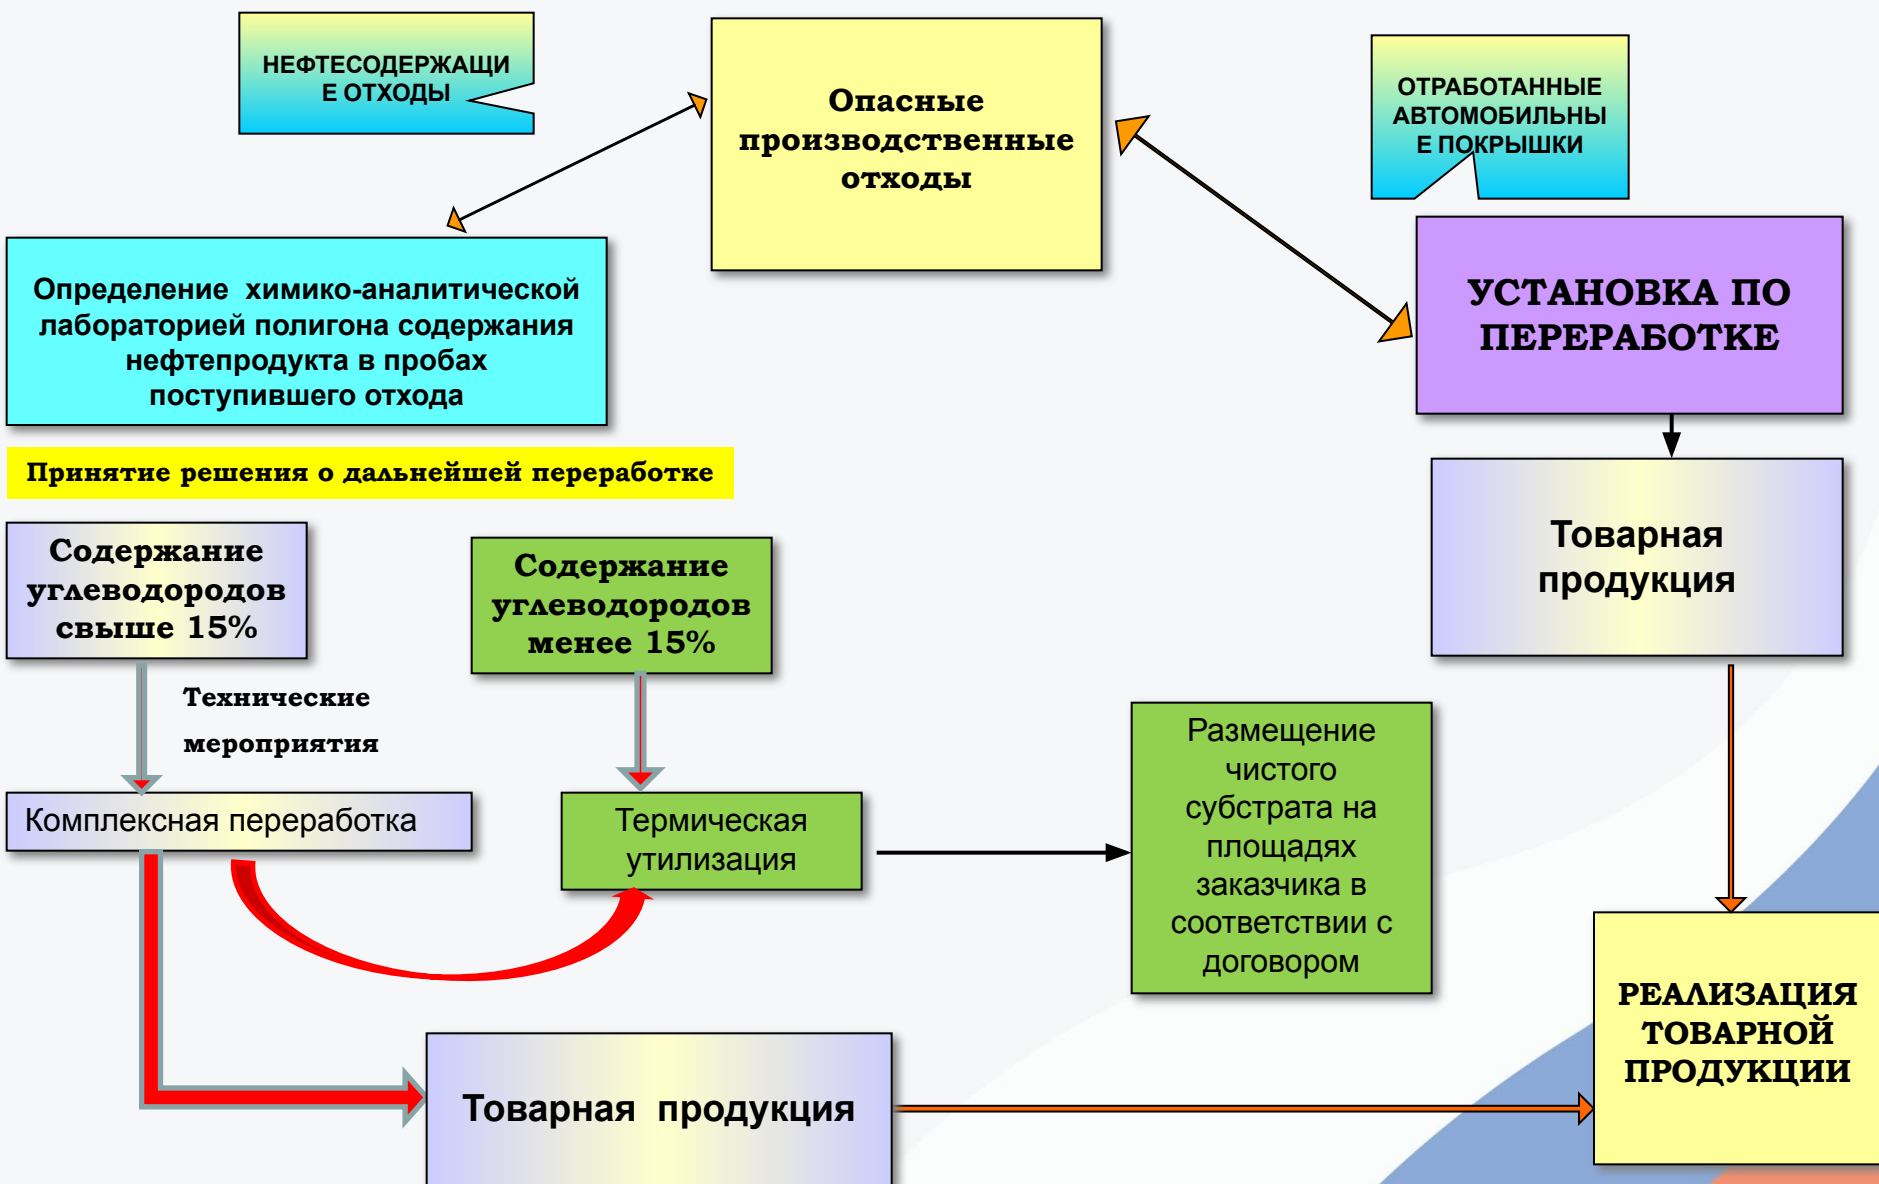 НЕФТЕСОДЕРЖАЩИ
Е ОТХОДЫ
Опасные
производственные
отходы
ОТРАБОТАННЫЕ
АВТОМОБИЛЬНЫ
Е ПОКРЫШКИ
Определение химико-аналитической
лабораторией полигона содержания
нефтепродукта в пробах
поступившего отхода
УСТАНОВКА ПО
ПЕРЕРАБОТКЕ
Принятие решения о дальнейшей переработке
Содержание
углеводородов
свыше 15%
Содержание
углеводородов
менее 15%
Товарная
продукция
Технические
мероприятия
Комплексная переработка
Термическая
утилизация
Размещение
чистого
субстрата на
площадях
заказчика в
соответствии с
договором
Товарная продукция
РЕАЛИЗАЦИЯ
ТОВАРНОЙ
ПРОДУКЦИИ